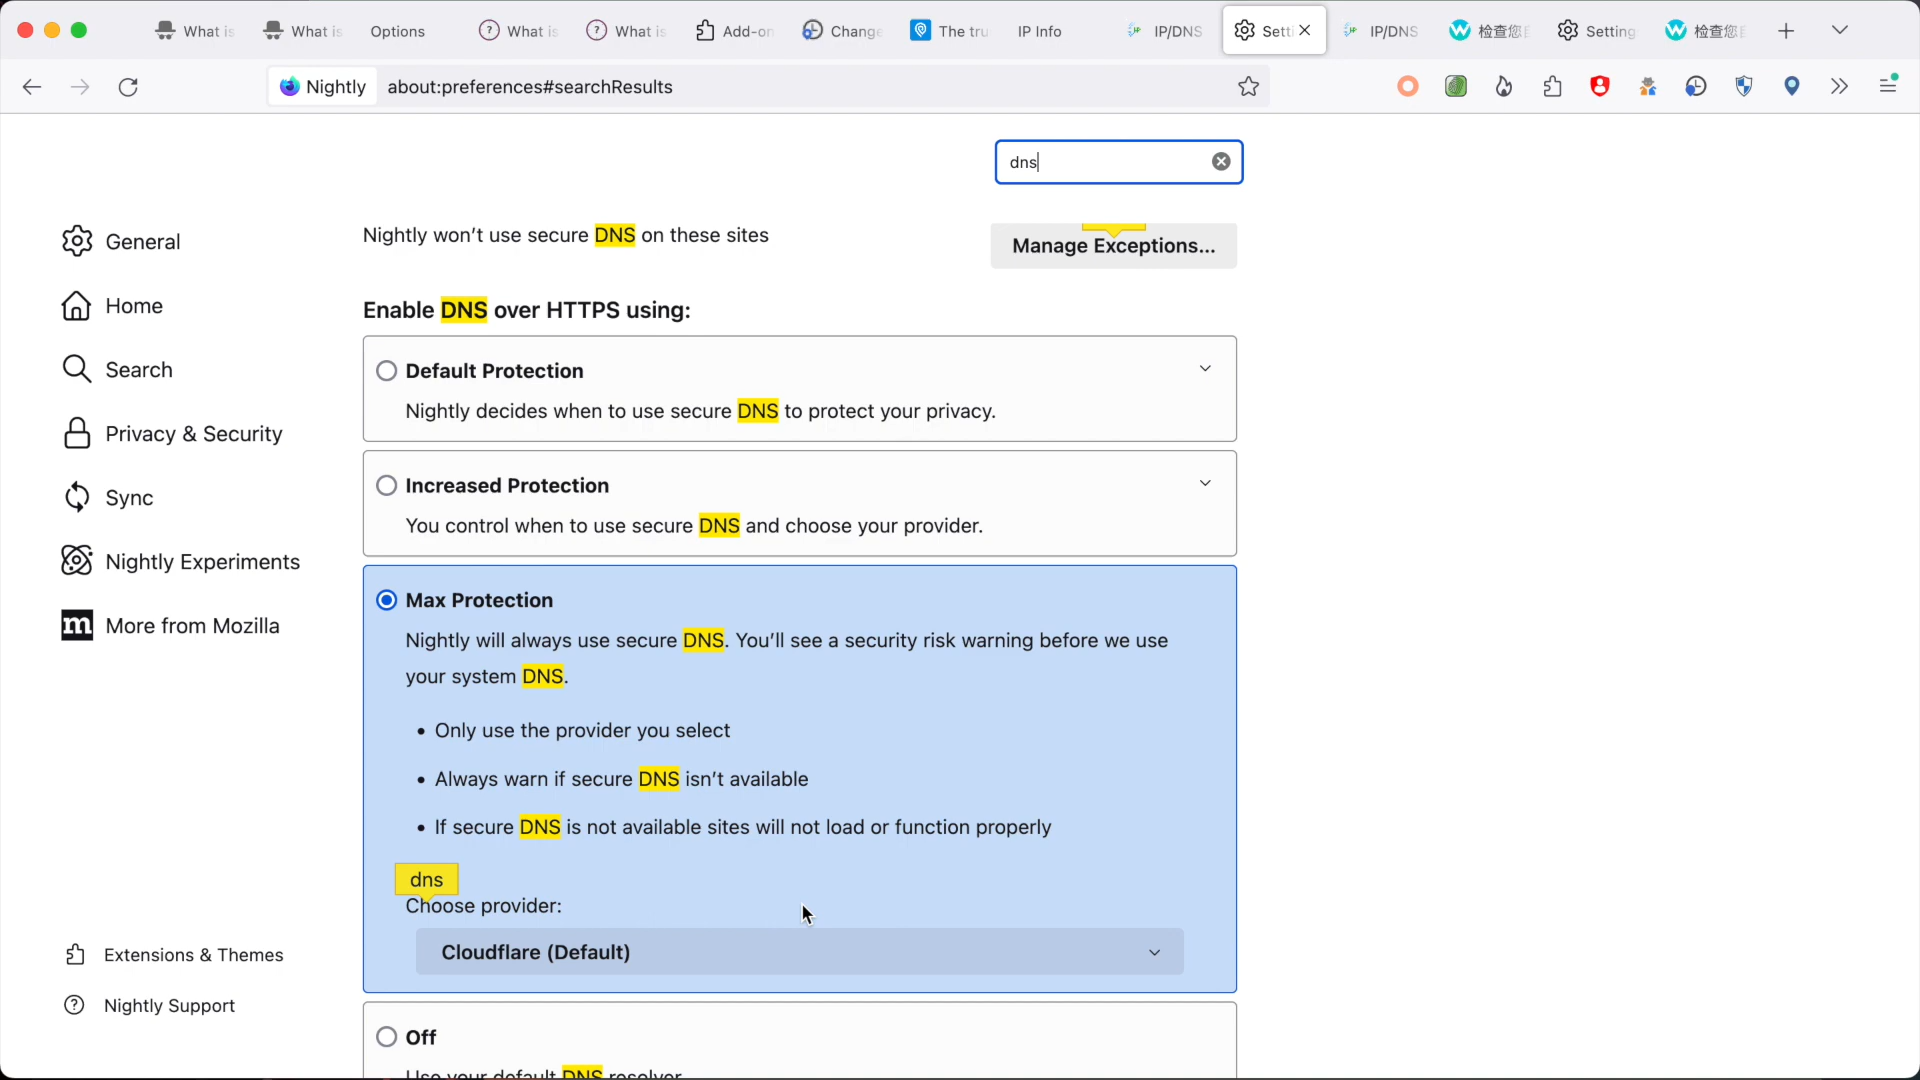 What is
What is
Options
What is
What is
Add-on
Change
The tru
IP Info
IP/DNS
Setti
IP/DNS
检查您
Setting
检查您
Nightly
about:preferences#searchResults
dns
General
Home
Search
Privacy & Security
Sync
Nightly Experiments
More from Mozilla
Extensions & Themes
Nightly Support
Nightly won’t use secure DNS on these sites
Manage Exceptions...
Enable DNS over HTTPS using:
Default Protection
Nightly decides when to use secure DNS to protect your privacy.
Increased Protection
You control when to use secure DNS and choose your provider.
Max Protection
Nightly will always use secure DNS. You’ll see a security risk warning before we use
your system DNS.
• Only use the provider you select
• Always warn if secure DNS isn’t available
• If secure DNS is not available sites will not load or function properly
dns
Choose provider:
Cloudflare (Default)
Off
Use your default DNS resolver